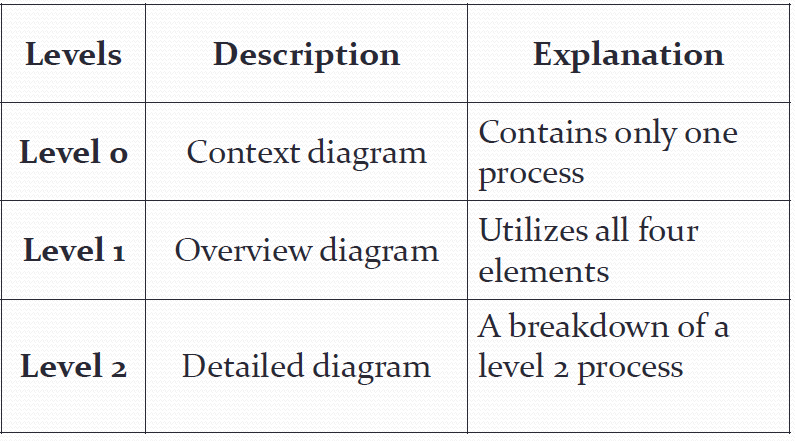 Levels Description Explanation
Level 0 Context diagram Contains only one
process
Level 1 Overview diagram Utilizes all four
elements
Level 2 Detailed diagram A breakdown of a
level 2 process